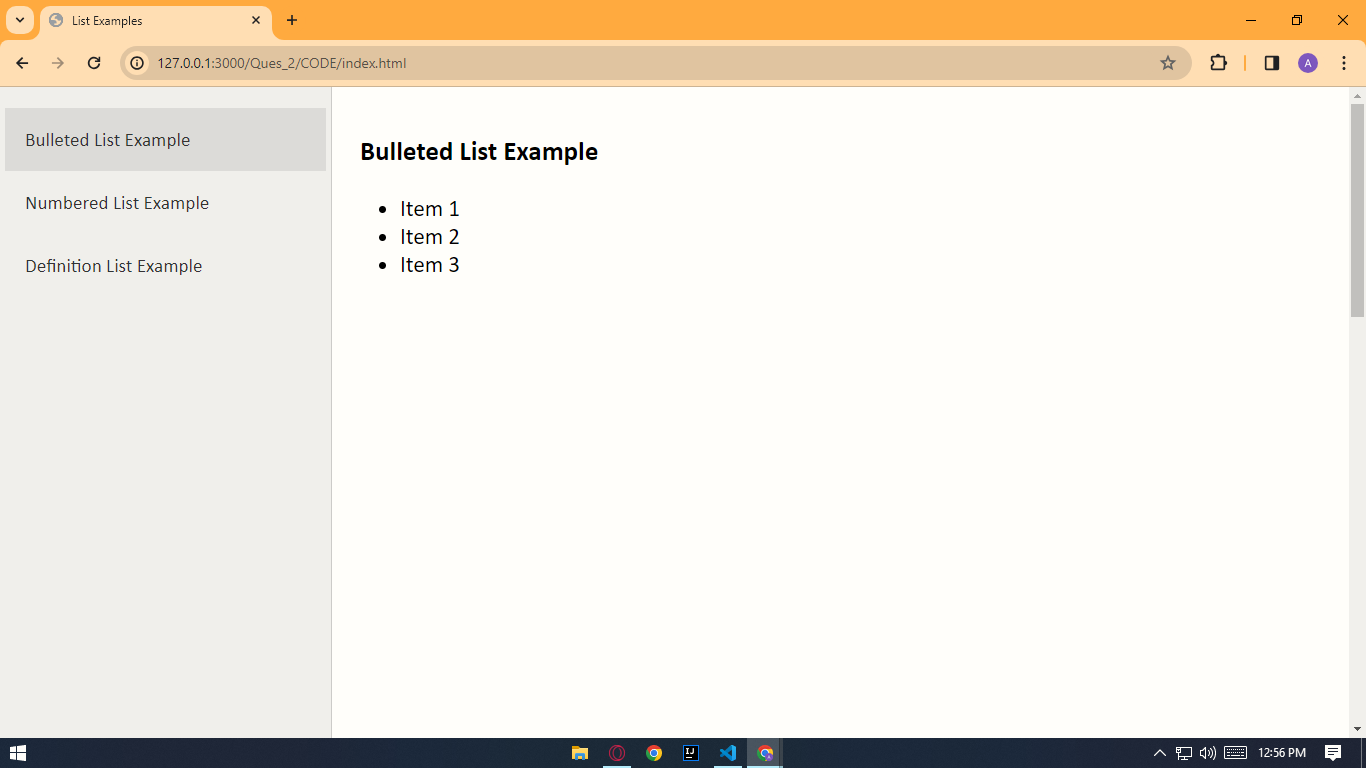 List Examples
127.0.0.1:3000/Ques_2/CODE/index.html
A
Bulleted List Example
Numbered List Example
Definition List Example
Bulleted List Example
Item 1
Item 2
Item 3
IJ
12:56 PM